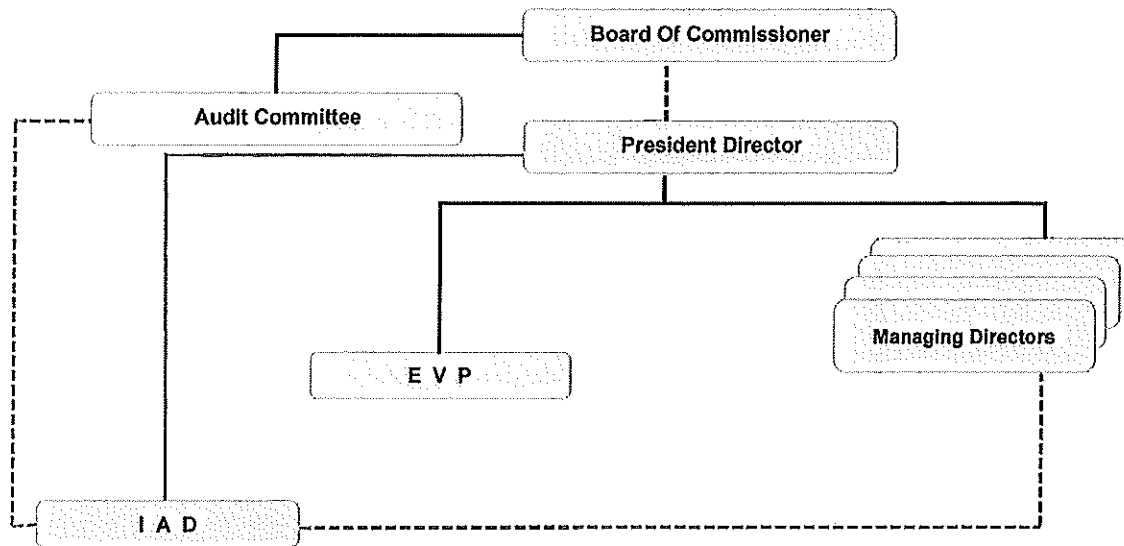 Board Of Commissioner
Audit Committee
President Director
Managing Directors
E V P
I A D